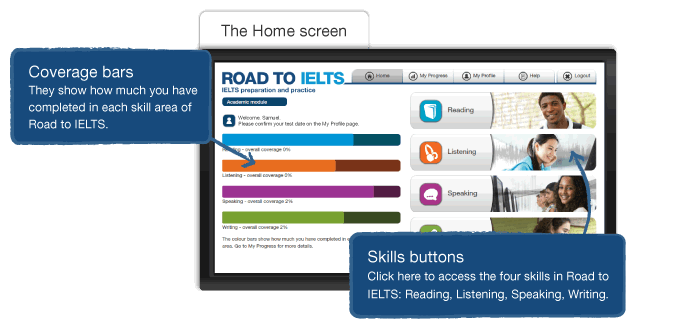 The Home screen
Coverage bars
They show how much you have
completed in each skill area of
Road to IELTS.
ROAD TO IELTS
IELTS preparation and practice
Home
My Progress
My Profile
Help
Logout
Academic module
Welcome, Samuel.
Please confirm your test date on the My Profile page.
- overall coverage 0%
Listening - overall coverage 0%
Speaking - overall coverage 2%
Writing - overall coverage 2%
The colour bars show how much you have completed in
area. Go to My Progress for more details.
Reading
Listening
Speaking
Skills buttons
Click here to access the four skills in Road to
IELTS: Reading, Listening, Speaking, Writing.